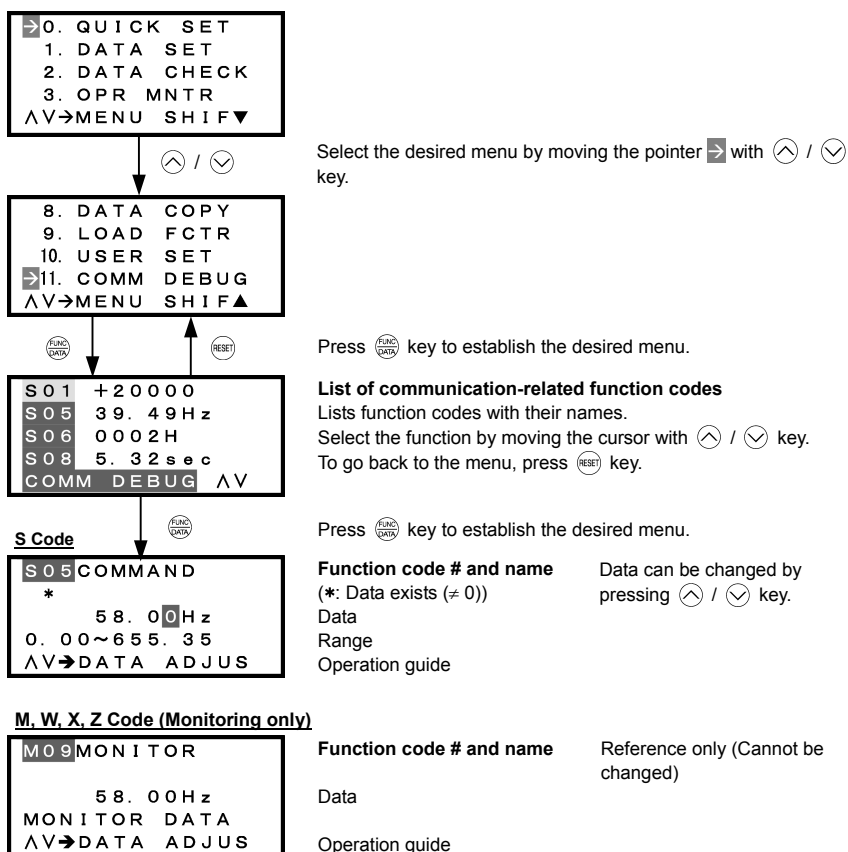 →0. QUICK SET
1. DATA SET
2. DATA CHECK
3. OPR MNTR
∧∨→MENU SHIF▼
∧ / ∨
Select the desired menu by moving the pointer → with ∧ / ∨
key.
8. DATA COPY
9. LOAD FCTR
10. USER SET
→11. COMM DEBUG
∧∨→MENU SHIF▲
FUNC DATA
RESET
Press FUNC DATA key to establish the desired menu.
S01 +20000
S05 39.49Hz
S06 0002H
S08 5.32sec
COMM DEBUG ∧∨
List of communication-related function codes
Lists function codes with their names.
Select the function by moving the cursor with ∧ / ∨ key.
To go back to the menu, press RESET key.
FUNC DATA
Press FUNC DATA key to establish the desired menu.
S Code
S05COMMAND
*
58.00Hz
0.00~655.35
∧∨→DATA ADJUS
Function code # and name
(*: Data exists (≠ 0))
Data
Range
Operation guide
Data can be changed by
pressing ∧ / ∨ key.
M, W, X, Z Code (Monitoring only)
M09MONITOR
58.00Hz
MONITOR DATA
∧∨→DATA ADJUS
Function code # and name
Data
Operation guide
Reference only (Cannot be
changed)